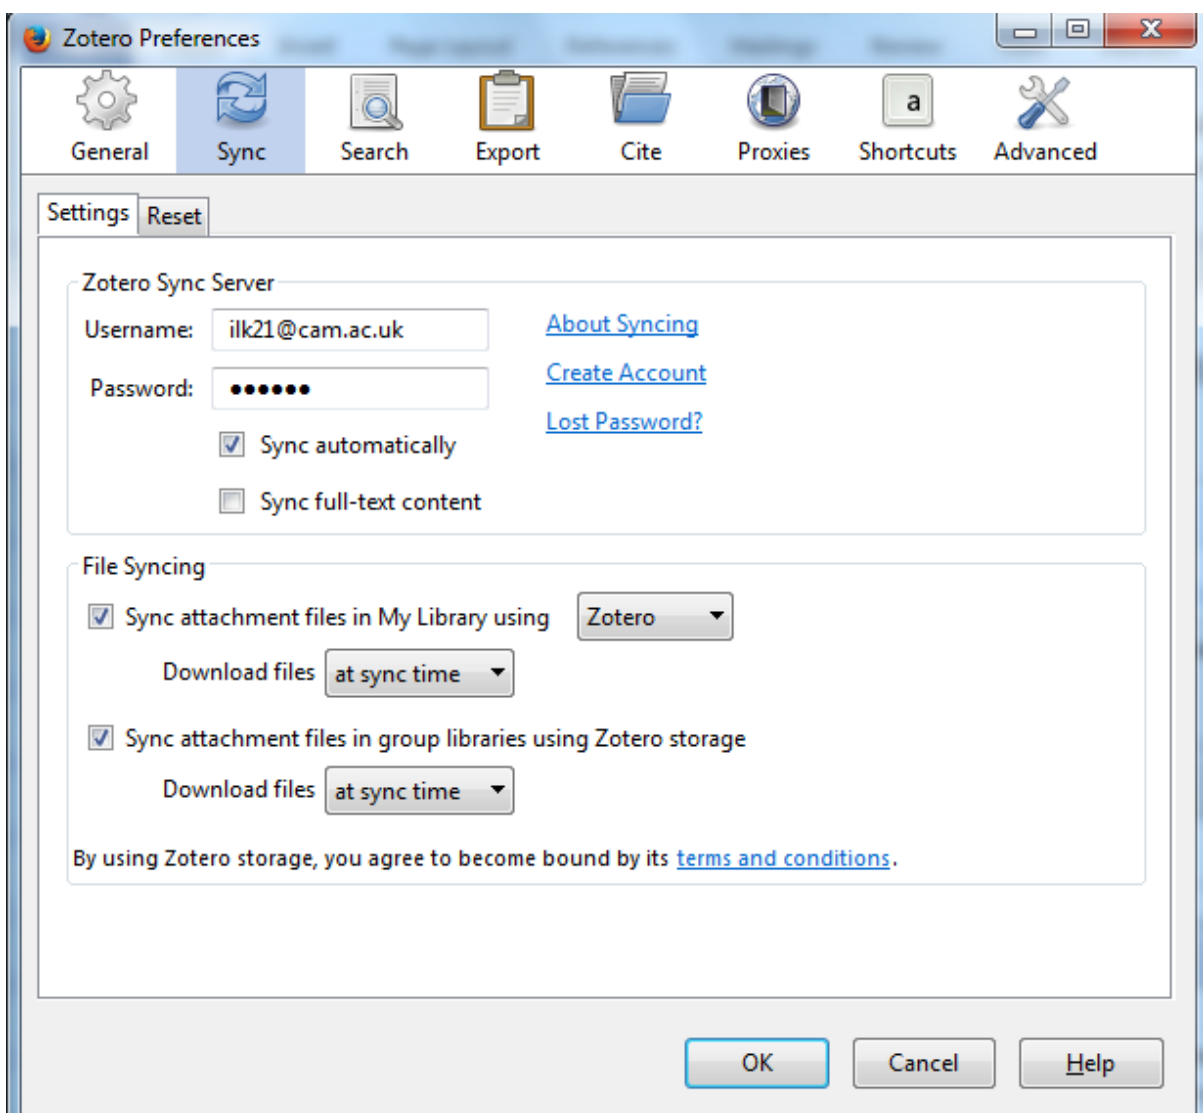 Zotero Preferences
General Sync Search Export Cite Proxies Shortcuts Advanced
Settings Reset
Zotero Sync Server
Username: ilk21@cam.ac.uk About Syncing
Create Account
Password: ●●●●●●
Lost Password?
Sync automatically
Sync full-text content
File Syncing
Sync attachment files in My Library using Zotero
Download files at sync time
Sync attachment files in group libraries using Zotero storage
Download files at sync time
By using Zotero storage, you agree to become bound by its terms and conditions.
OK Cancel Help